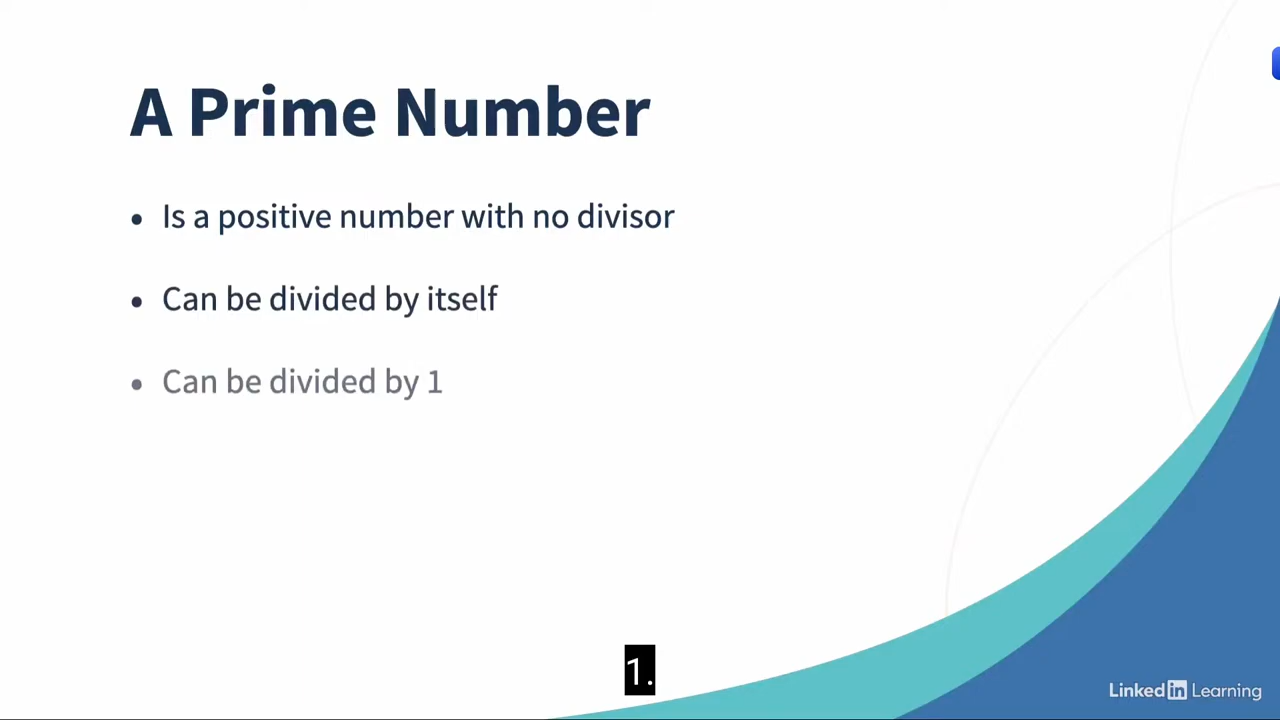 A Prime Number
• Is a positive number with no divisor
• Can be divided by itself
• Can be divided by 1
1.
Linked in Learning